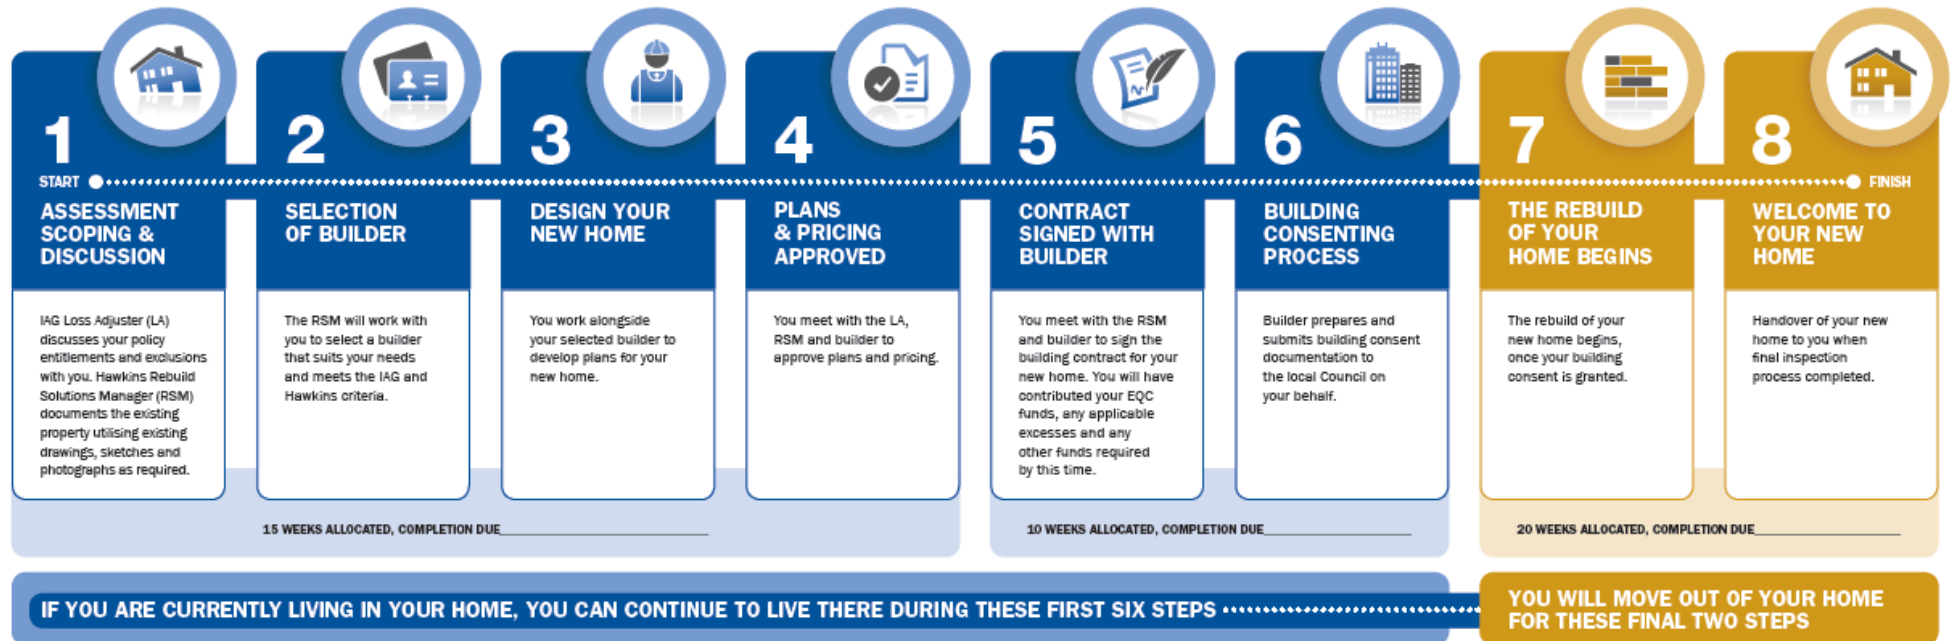 1
START
ASSESSMENT
SCOPING &
DISCUSSION
IAG Loss Adjuster (LA)
discusses your policy
entitlements and exclusions
with you. Hawkins Rebuild
Solutions Manager (RSM)
documents the existing
property utilising existing
drawings, sketches and
photographs as required.
2
SELECTION
OF BUILDER
The RSM will work with
you to select a builder
that suits your needs
and meets the IAG and
Hawkins criteria.
3
DESIGN YOUR
NEW HOME
You work alongside
your selected builder to
develop plans for your
new home.
4
PLANS
& PRICING
APPROVED
You meet with the LA,
RSM and builder to
approve plans and pricing.
15 WEEKS ALLOCATED, COMPLETION DUE
5
CONTRACT
SIGNED WITH
BUILDER
You meet with the RSM
and builder to sign the
building contract for your
new home. You will have
contributed your EQC
funds, any applicable
excesses and any
other funds required
by this time.
6
BUILDING
CONSENTING
PROCESS
Builder prepares and
submits building consent
documentation to
the local Council on
your behalf.
10 WEEKS ALLOCATED, COMPLETION DUE
7
THE REBUILD
OF YOUR
HOME BEGINS
The rebuild of your
new home begins,
once your building
consent is granted.
8
FINISH
WELCOME TO
YOUR NEW
HOME
Handover of your new
home to you when
final inspection
process completed.
20 WEEKS ALLOCATED, COMPLETION DUE
IF YOU ARE CURRENTLY LIVING IN YOUR HOME, YOU CAN CONTINUE TO LIVE THERE DURING THESE FIRST SIX STEPS
YOU WILL MOVE OUT OF YOUR HOME
FOR THESE FINAL TWO STEPS